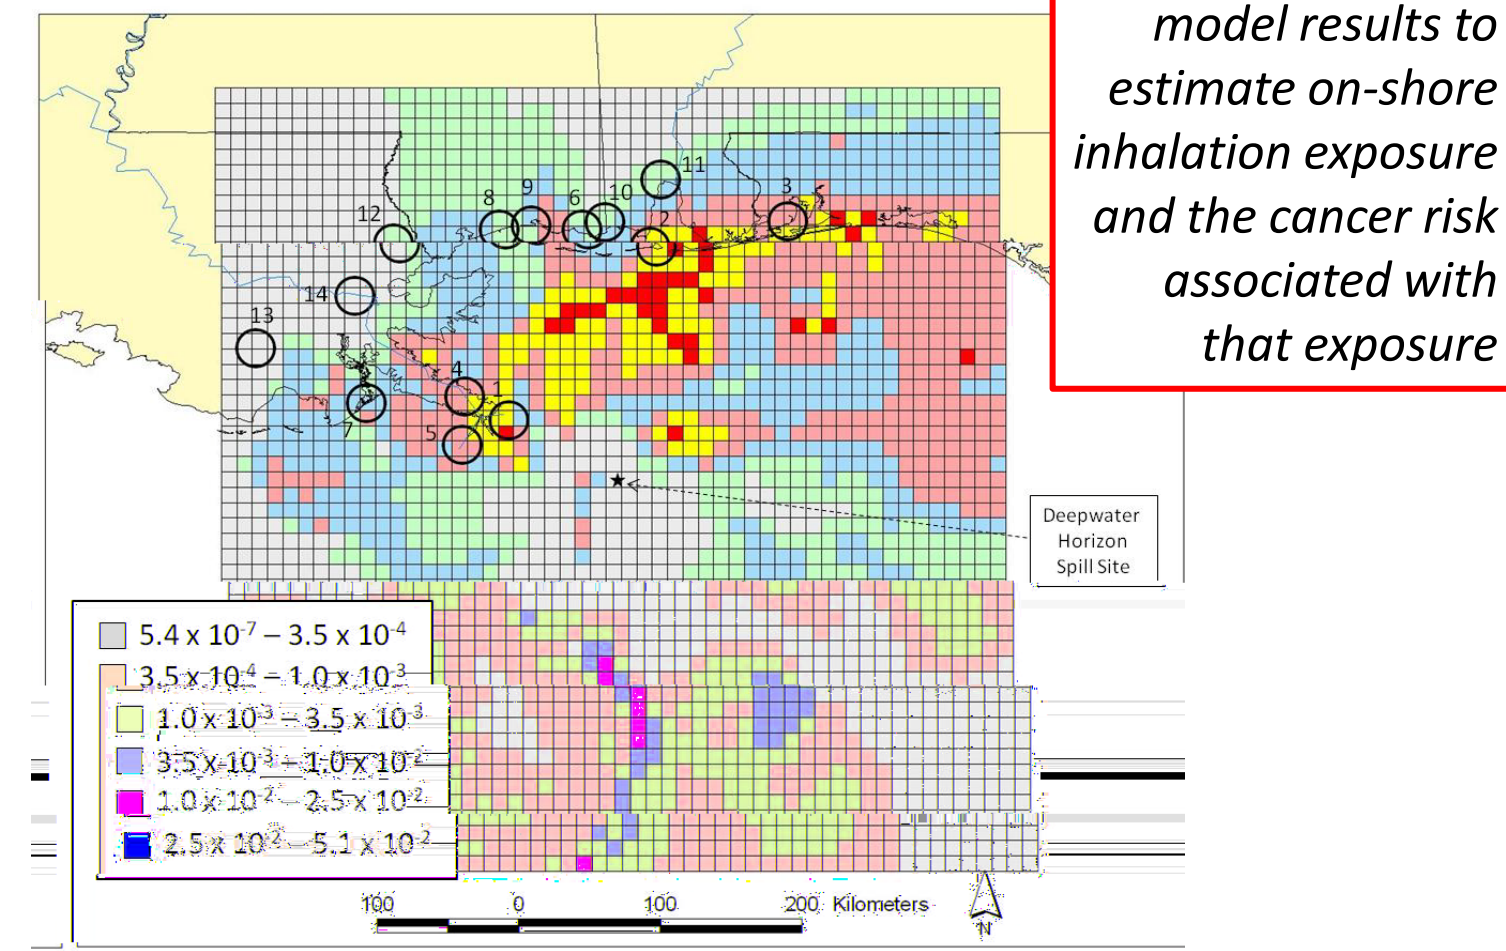 model results to
estimate on-shore
inhalation exposure
and the cancer risk
associated with
that exposure
11
3
9
8
6
10
2
12
14
13
4
1
7
5
Deepwater
Horizon
Spill Site
5.4 x 10-7 – 3.5 x 10-4
3.5 x 10-4 – 1.0 x 10-3
1.0 x 10-3 – 3.5 x 10-3
3.5 x 10-3 – 1.0 x 10-2
1.0 x 10-2 – 2.5 x 10-2
2.5 x 10-2 – 5.1 x 10-2
100 0 100 200 Kilometers
N